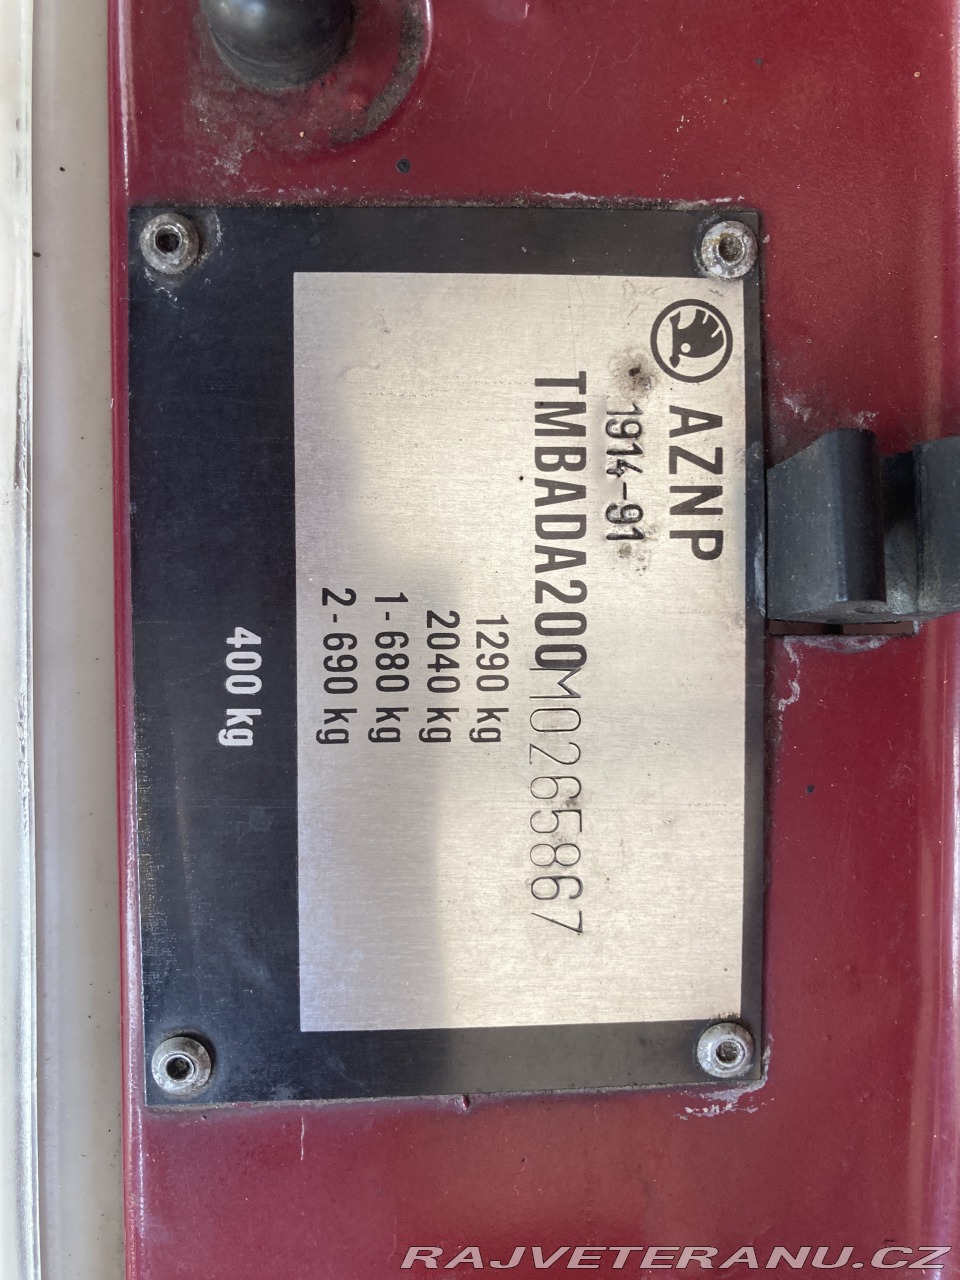 AZNP
1914-91
TMBADA200M0265867
1290 kg
2040 kg
1-680 kg
2-690 kg
400 kg
RAJVETERANU.CZ